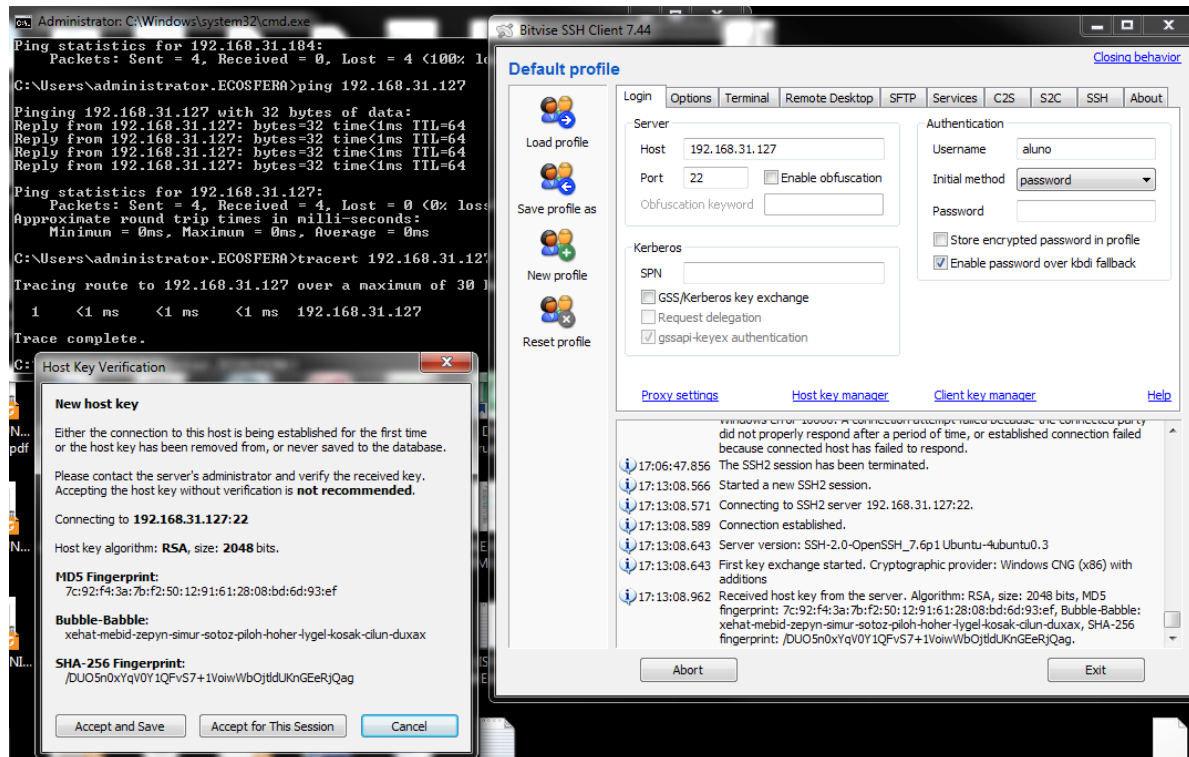 Administrator: C:\Windows\system32\cmd.exe
Ping statistics for 192.168.31.184:
Packets: Sent = 4, Received = 0, Lost = 4 (100%
C:\Users\administrator.ECOSFERA>ping 192.168.31.127
Pinging 192.168.31.127 with 32 bytes of data:
Reply from 192.168.31.127: bytes=32 time<1ms TTL=64
Reply from 192.168.31.127: bytes=32 time<1ms TTL=64
Reply from 192.168.31.127: bytes=32 time<1ms TTL=64
Reply from 192.168.31.127: bytes=32 time<1ms TTL=64
Ping statistics for 192.168.31.127:
Packets: Sent = 4, Received = 4, Lost = 0 (0% loss
Approximate round trip times in milli-seconds:
Minimum = 0ms, Maximum = 0ms, Average = 0ms
C:\Users\administrator.ECOSFERA>tracert 192.168.31.127
Tracing route to 192.168.31.127 over a maximum of 30
1 <1 ms <1 ms <1 ms 192.168.31.127
Trace complete.
C:
Host Key Verification
New host key
Either the connection to this host is being established for the first time
or the host key has been removed from, or never saved to the database.
Please contact the server's administrator and verify the received key.
Accepting the host key without verification is not recommended.
Connecting to 192.168.31.127:22
Host key algorithm: RSA, size: 2048 bits.
MD5 Fingerprint:
7c:92:f4:3a:7b:f2:50:12:91:61:28:08:bd:6d:93:ef
Bubble-Babble:
xehat-mebid-zepyn-simur-sotoz-piloh-hoher-lygel-kosak-cilun-duxax
SHA-256 Fingerprint:
/DUO5n0xYqV0Y1QFvS7+1VoiwWbOjtldUKnGEeRjQag
Accept and Save
Accept for This Session
Cancel
N...
pdf
N...
NI...
Bitvise SSH Client 7.44
Default profile
Closing behavior
Load profile
Save profile as
New profile
Reset profile
Login Options Terminal Remote Desktop SFTP Services C2S S2C SSH About
Server
Host 192.168.31.127
Port 22 Enable obfuscation
Obfuscation keyword
Kerberos
SPN
GSS/Kerberos key exchange
Request delegation
gssapi-keyex authentication
Authentication
Username aluno
Initial method password
Password
Store encrypted password in profile
Enable password over kbdi fallback
Proxy settings
Host key manager
Client key manager
Help
Windows error 10060: A connection attempt failed because the connected party
did not properly respond after a period of time, or established connection failed
because connected host has failed to respond.
17:06:47.856 The SSH2 session has been terminated.
17:13:08.566 Started a new SSH2 session.
17:13:08.571 Connecting to SSH2 server 192.168.31.127:22.
17:13:08.589 Connection established.
17:13:08.643 Server version: SSH-2.0-OpenSSH_7.6p1 Ubuntu-4ubuntu0.3
17:13:08.643 First key exchange started. Cryptographic provider: Windows CNG (x86) with
additions
17:13:08.962 Received host key from the server. Algorithm: RSA, size: 2048 bits, MD5
fingerprint: 7c:92:f4:3a:7b:f2:50:12:91:61:28:08:bd:6d:93:ef, Bubble-Babble:
xehat-mebid-zepyn-simur-sotoz-piloh-hoher-lygel-kosak-cilun-duxax, SHA-256
fingerprint: /DUO5n0xYqV0Y1QFvS7+1VoiwWbOjtldUKnGEeRjQag.
Abort
Exit